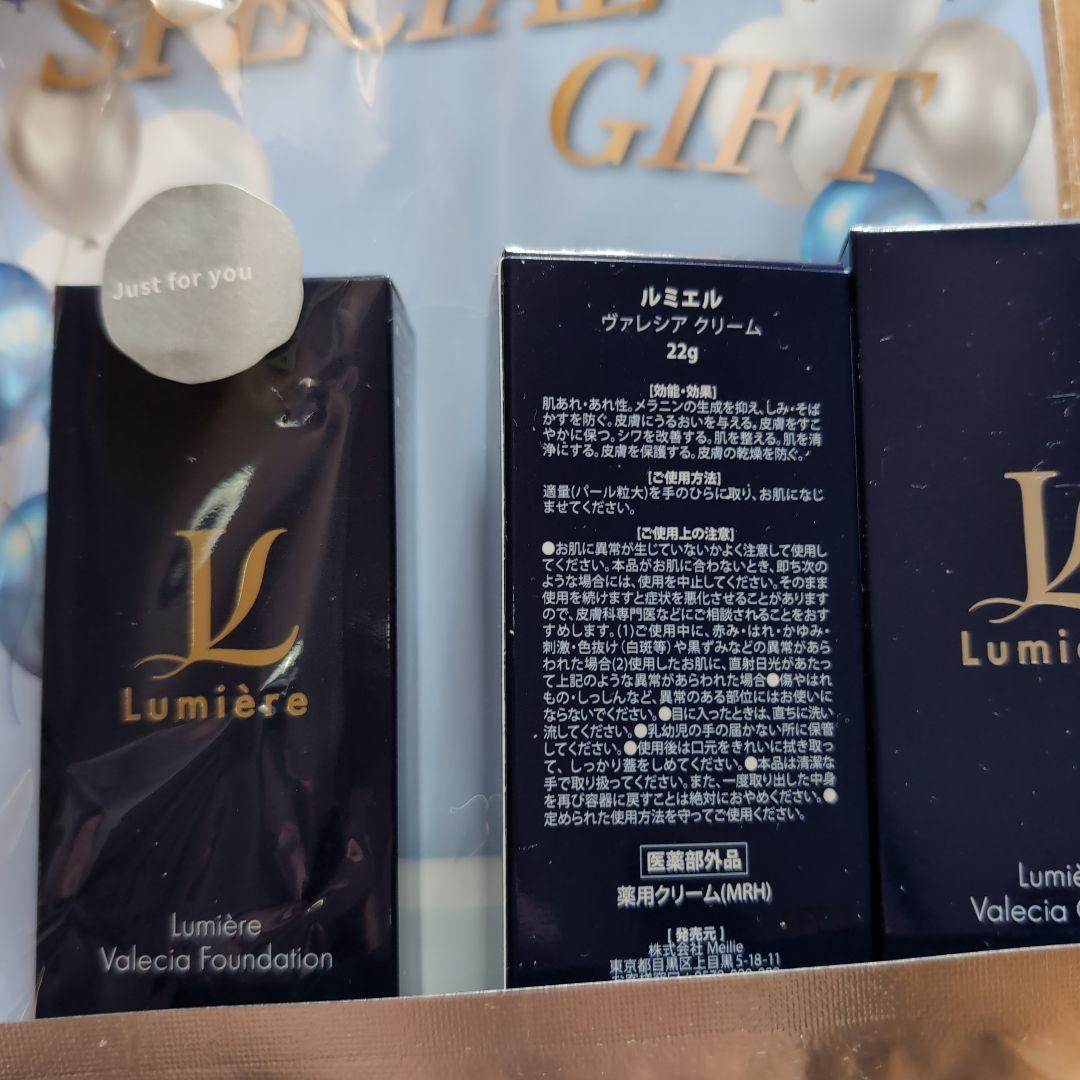 SPECIAL
GIFT
Just for you
Lumière
Lumière
Valecia Foundation
ルミエル
ヴァレシア クリーム
22g
[効能・効果]
肌あれ・あれ性。メラニンの生成を抑え、しみ・そば
かすを防ぐ。皮膚にうるおいを与える。皮膚をすこ
やかに保つ。シワを改善する。肌を整える。肌を清
浄にする。皮膚を保護する。皮膚の乾燥を防ぐ。
[ご使用方法]
適量(パール粒大)を手のひらに取り、お肌になじ
ませてください。
[ご使用上の注意]
●お肌に異常が生じていないかよく注意して使用し
てください。本品がお肌に合わないとき、即ち次の
ような場合には、使用を中止してください。そのまま
使用を続けますと症状を悪化させることがあります
ので、皮膚科専門医などにご相談されることをおす
すめします。(1)ご使用中に、赤み・はれ・かゆみ・
刺激・色抜け(白斑等)や黒ずみなどの異常があら
われた場合(2)使用したお肌に、直射日光があたっ
て上記のような異常があらわれた場合●傷やはれ
もの・しっしんなど、異常のある部位にはお使いに
ならないでください。●目に入ったときは、直ちに洗い
流してください。●乳幼児の手の届かない所に保管
してください。●使用後は口元をきれいに拭き取っ
て、しっかり蓋をしめてください。●本品は清潔な
手で取り扱ってください。また、一度取り出した中身
を再び容器に戻すことは絶対におやめください。●
定められた使用方法を守ってご使用ください。
医薬部外品
薬用クリーム(MRH)
[発売元]
株式会社 Meilie
東京都目黒区上目黒 5-18-11
Lumi
Lumiè
Valecia